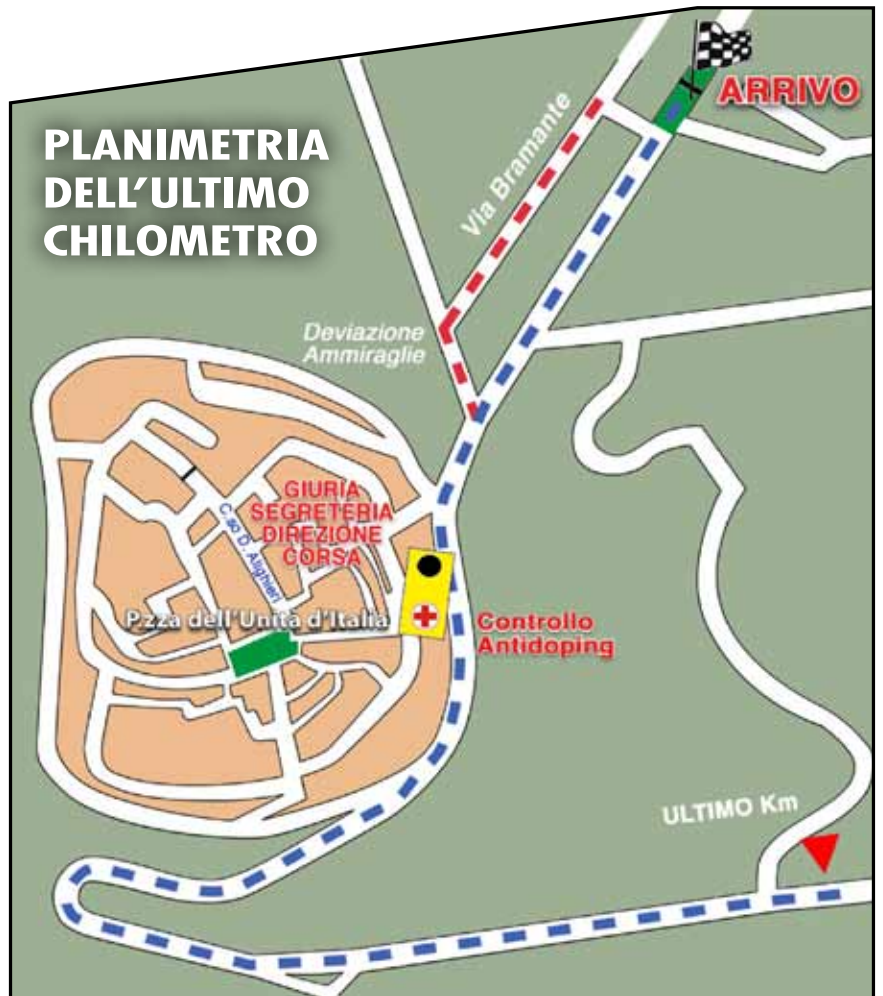 PLANIMETRIA
DELL'ULTIMO
CHILOMETRO
ARRIVO
Via Bramante
Deviazione
Ammiraglie
GIURIA
SEGRETERIA
DIREZIONE
CORSA
C.so D. Alighieri
P.zza dell'Unità d'Italia
Controllo
Antidoping
ULTIMO Km